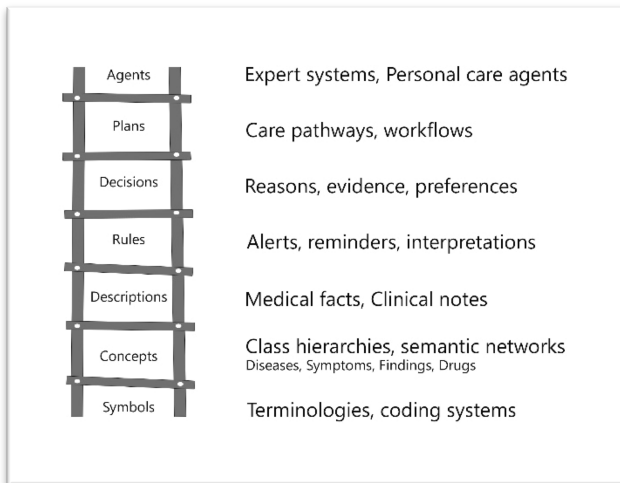 Agents Expert systems, Personal care agents
Plans Care pathways, workflows
Decisions Reasons, evidence, preferences
Rules Alerts, reminders, interpretations
Descriptions Medical facts, Clinical notes
Concepts Class hierarchies, semantic networks
Diseases, Symptoms, Findings, Drugs
Symbols Terminologies, coding systems